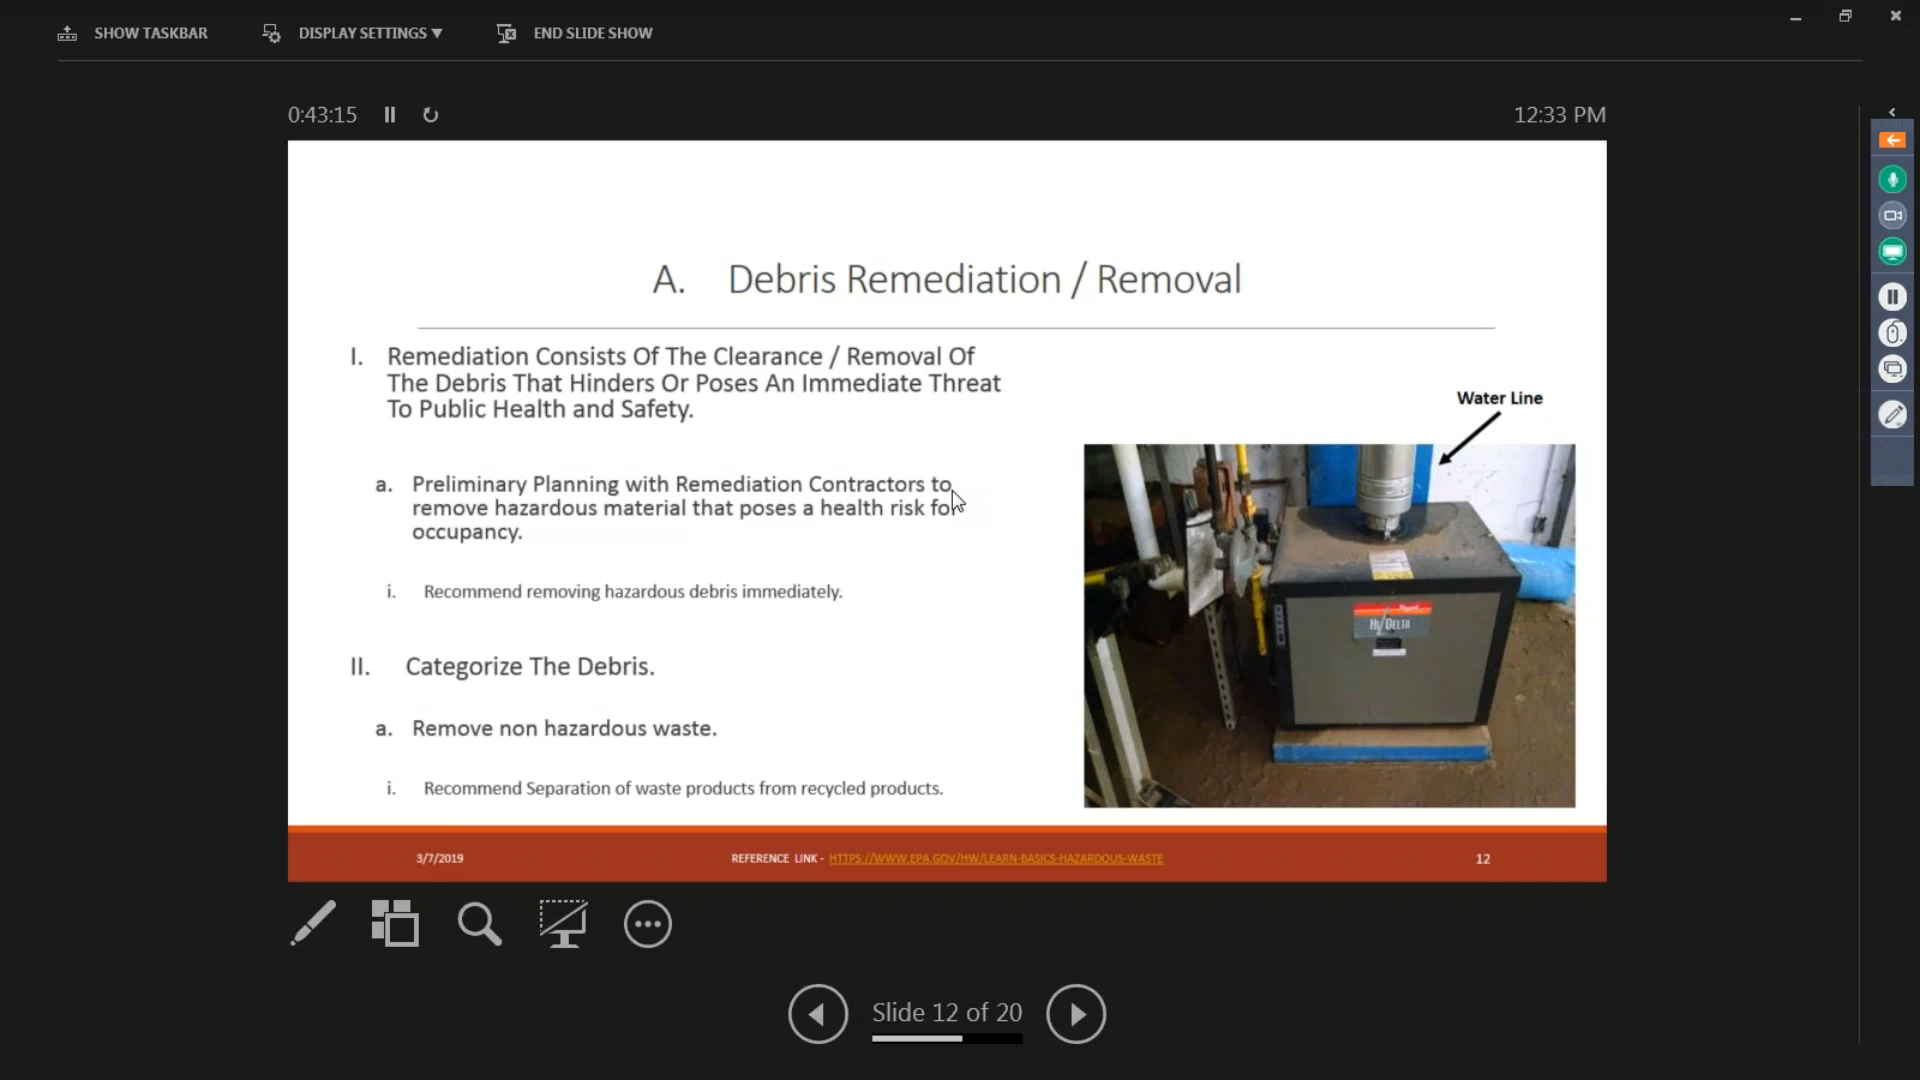 SHOW TASKBAR
DISPLAY SETTINGS ▼
END SLIDE SHOW
0:43:15
12:33 PM
A. Debris Remediation / Removal
I. Remediation Consists Of The Clearance / Removal Of
The Debris That Hinders Or Poses An Immediate Threat
To Public Health and Safety.
a. Preliminary Planning with Remediation Contractors to
remove hazardous material that poses a health risk for
occupancy.
i. Recommend removing hazardous debris immediately.
II. Categorize The Debris.
a. Remove non hazardous waste.
i. Recommend Separation of waste products from recycled products.
Water Line
HI DELTA
3/7/2019
REFERENCE LINK - HTTPS://WWW.EPA.GOV/HW/LEARN-BASICS-HAZARDOUS-WASTE
12
Slide 12 of 20